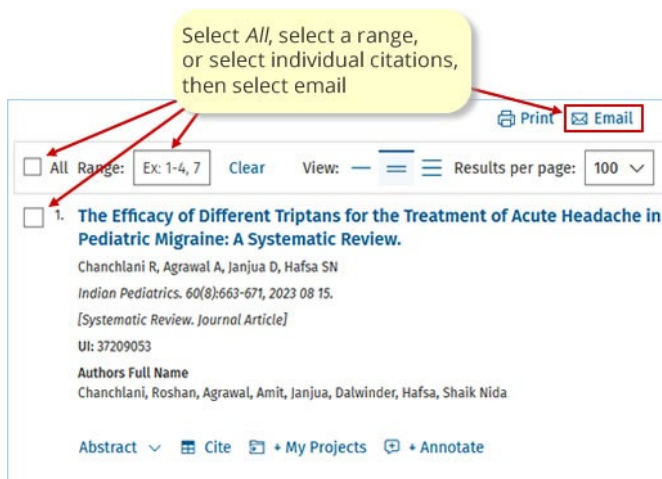 Select All, select a range,
or select individual citations,
then select email
Print Email
All Range: Ex: 1-4, 7 Clear View: Results per page: 100
1. The Efficacy of Different Triptans for the Treatment of Acute Headache in
Pediatric Migraine: A Systematic Review.
Chanchlani R, Agrawal A, Janjua D, Hafsa SN
Indian Pediatrics. 60(8):663-671, 2023 08 15.
[Systematic Review. Journal Article]
UI: 37209053
Authors Full Name
Chanchlani, Roshan, Agrawal, Amit, Janjua, Dalwinder, Hafsa, Shaik Nida
Abstract Cite + My Projects + Annotate